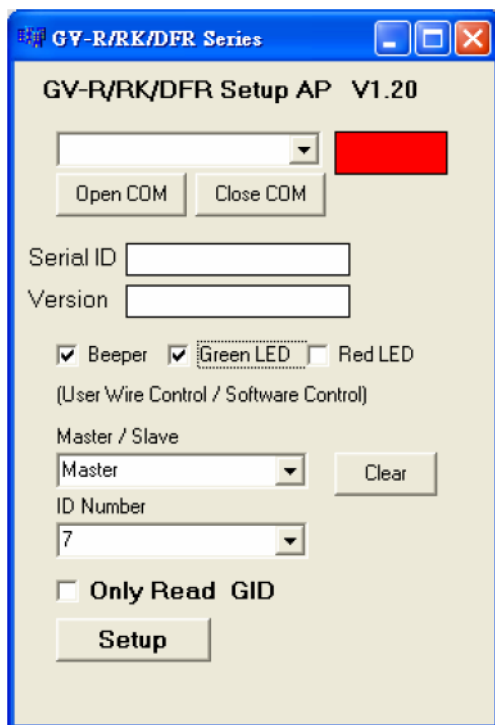 GV-R/RK/DFR Series
GV-R/RK/DFR Setup AP V1.20
Open COM Close COM
Serial ID
Version
Beeper Green LED Red LED
(User Wire Control / Software Control)
Master / Slave
Master Clear
ID Number
7
Only Read GID
Setup